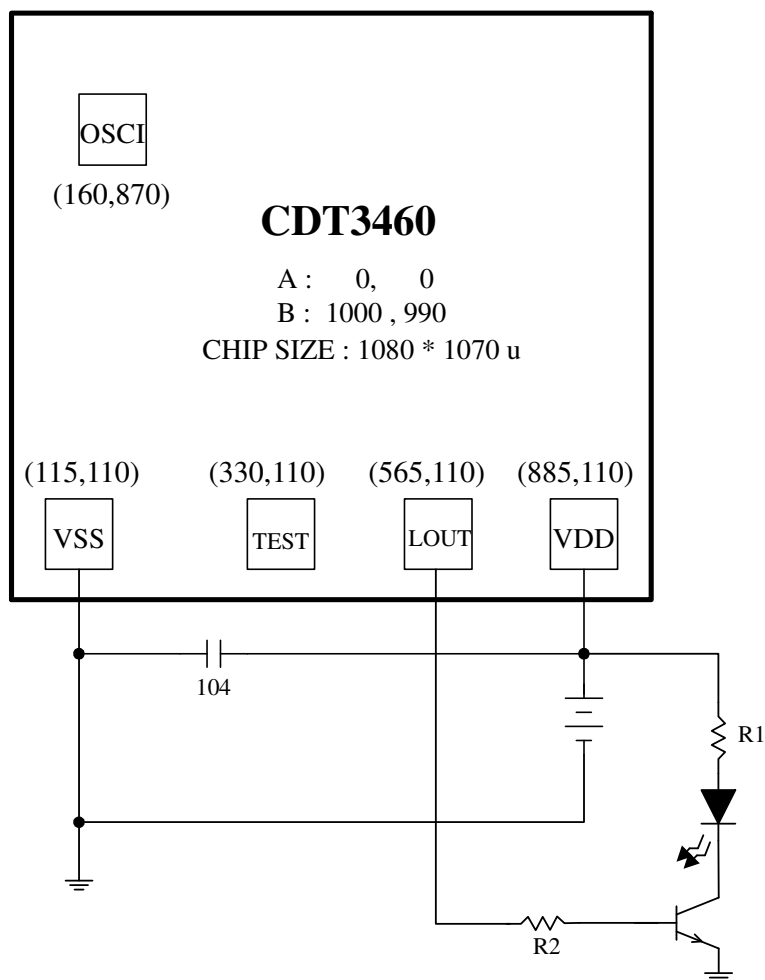 OSCI
(160,870)
CDT3460
A : 0, 0
B : 1000 , 990
CHIP SIZE : 1080 * 1070 u
(115,110) (330,110) (565,110) (885,110)
VSS TEST LOUT VDD
104
R1
R2